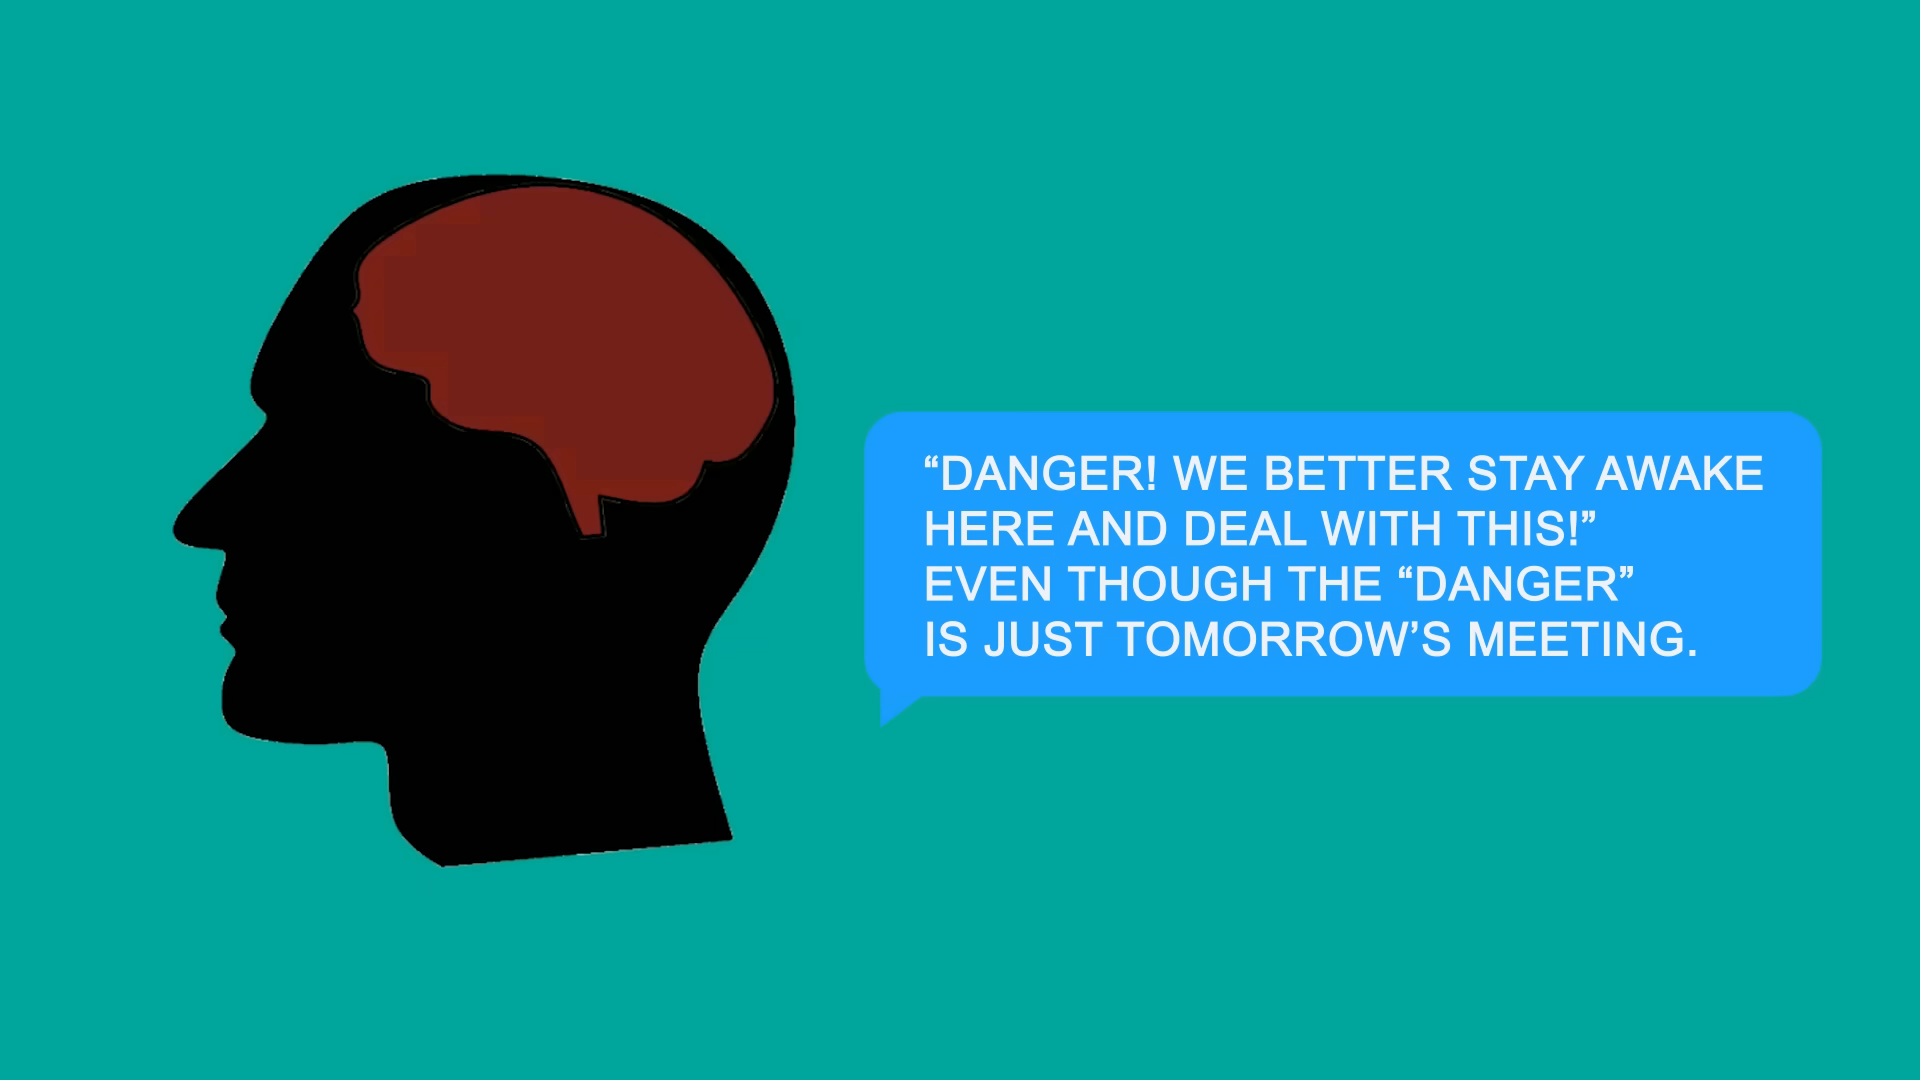 “DANGER! WE BETTER STAY AWAKE
HERE AND DEAL WITH THIS!”
EVEN THOUGH THE “DANGER”
IS JUST TOMORROW’S MEETING.